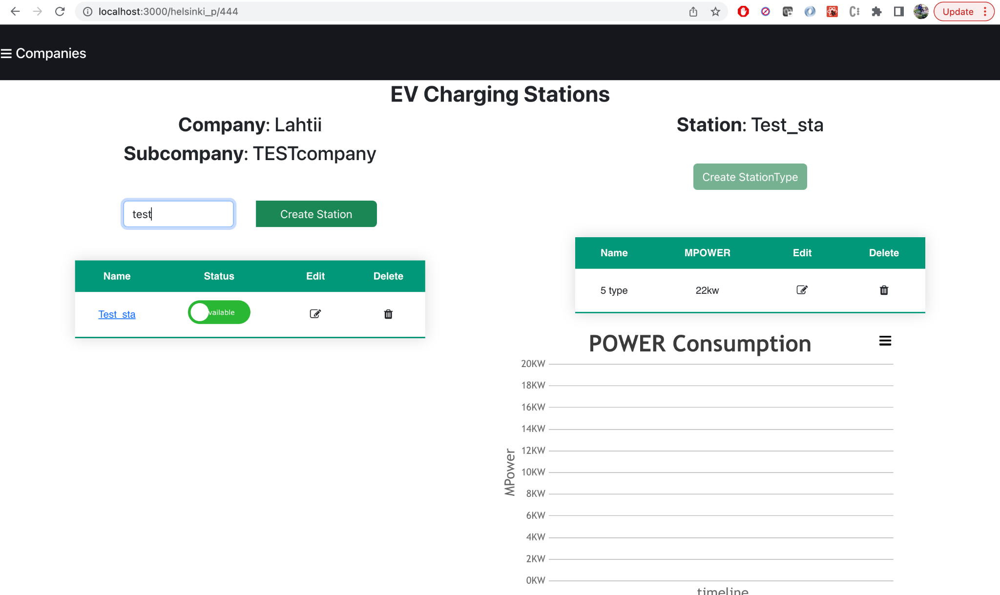 localhost:3000/helsinki_p/444
Update
Companies
EV Charging Stations
Company: Lahtii
Subcompany: TESTcompany
test
Create Station
Name Status Edit Delete
Test_sta vailable
Station: Test_sta
Create StationType
Name MPOWER Edit Delete
5 type 22kw
POWER Consumption
20KW
18KW
16KW
14KW
12KW
10KW
8KW
6KW
4KW
2KW
0KW
MPower
timeline